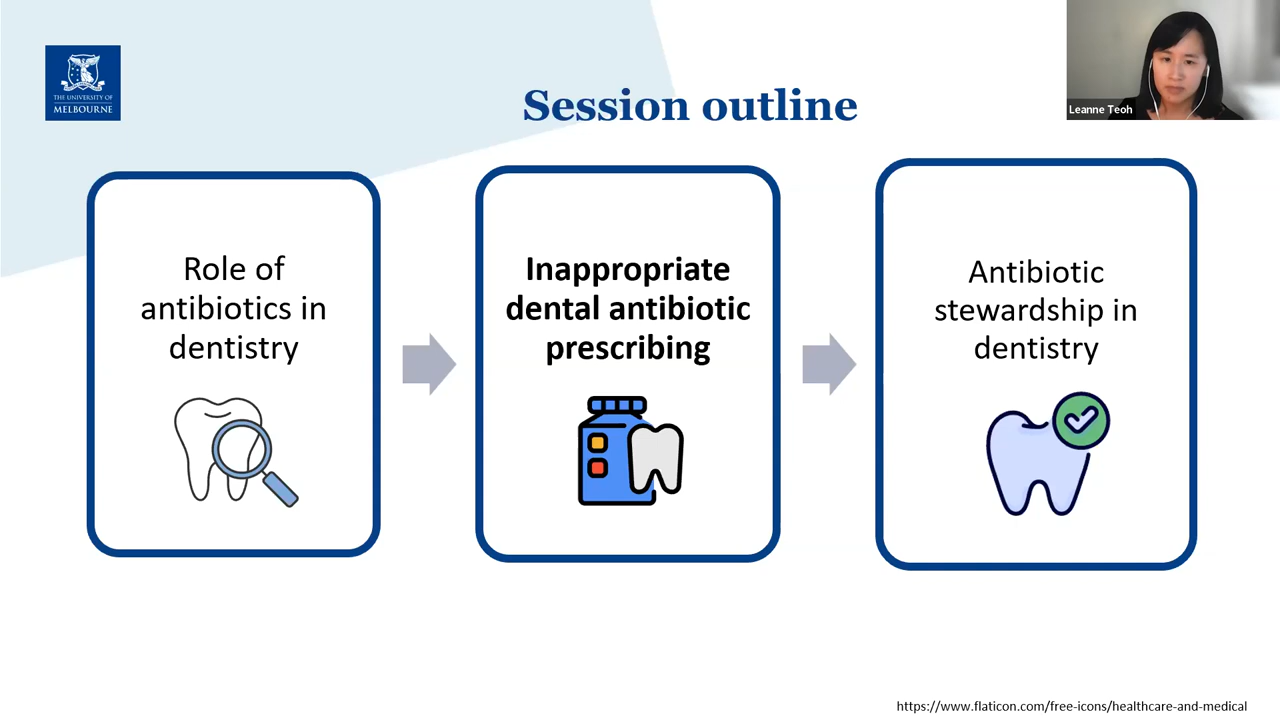 THE UNIVERSITY OF
MELBOURNE
Session outline
Leanne Teoh
Role of
antibiotics in
dentistry
Inappropriate
dental antibiotic
prescribing
Antibiotic
stewardship in
dentistry
https://www.flaticon.com/free-icons/healthcare-and-medical